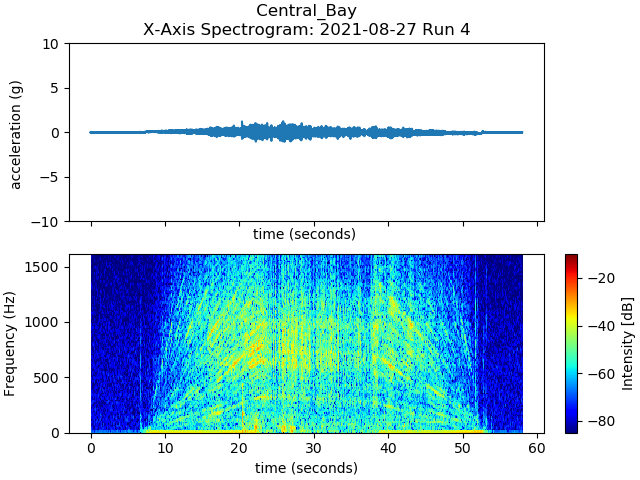 Central_Bay
X-Axis Spectrogram: 2021-08-27 Run 4
10
5
0
−5
−10
acceleration (g)
time (seconds)
1500
1000
500
0
Frequency (Hz)
0 10 20 30 40 50 60
time (seconds)
−20
−40
−60
−80
Intensity [dB]